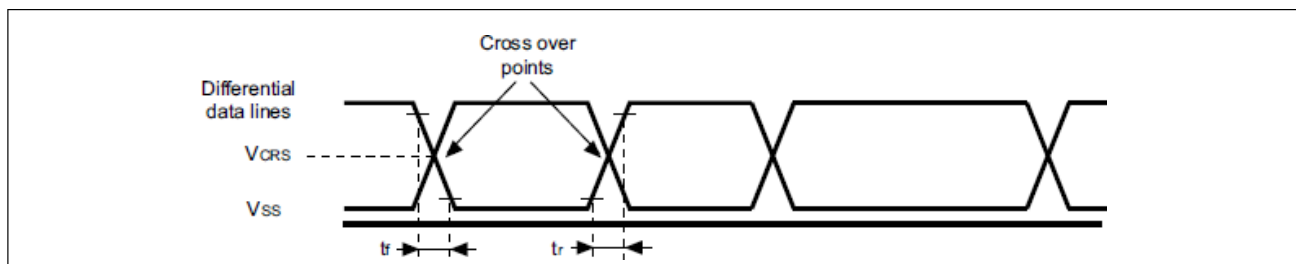 Cross over
points
Differential
data lines
VCRS
VSS
tf
tr